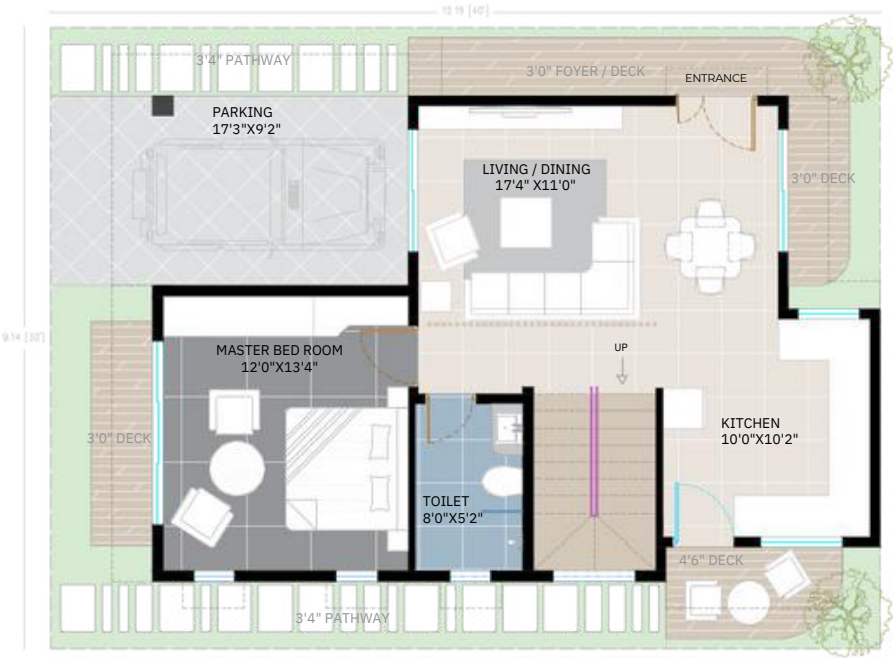 12.19 [40']
3'4" PATHWAY
3'0" FOYER / DECK
ENTRANCE
PARKING
17'3"X9'2"
LIVING / DINING
17'4" X11'0"
3'0" DECK
9.14 [30']
MASTER BED ROOM
12'0"X13'4"
UP
KITCHEN
10'0"X10'2"
3'0" DECK
TOILET
8'0"X5'2"
4'6" DECK
3'4" PATHWAY